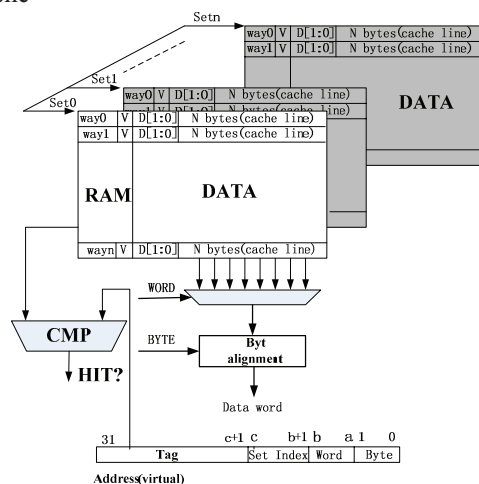 Setn
way0 V D[1:0] N bytes(cache line)
way1 V D[1:0] N bytes(cache line)
DATA
Set1
way0 V D[1:0] N bytes(cache line)
Set0
way0 V D[1:0] N bytes(cache line)
way1 V D[1:0] N bytes(cache line)
RAM DATA
wayn V D[1:0] N bytes(cache line)
WORD
CMP
BYTE
Byt
alignment
HIT?
Data word
31 c+1 c b+1 b a 1 0
Tag Set Index Word Byte
Address(virtual)